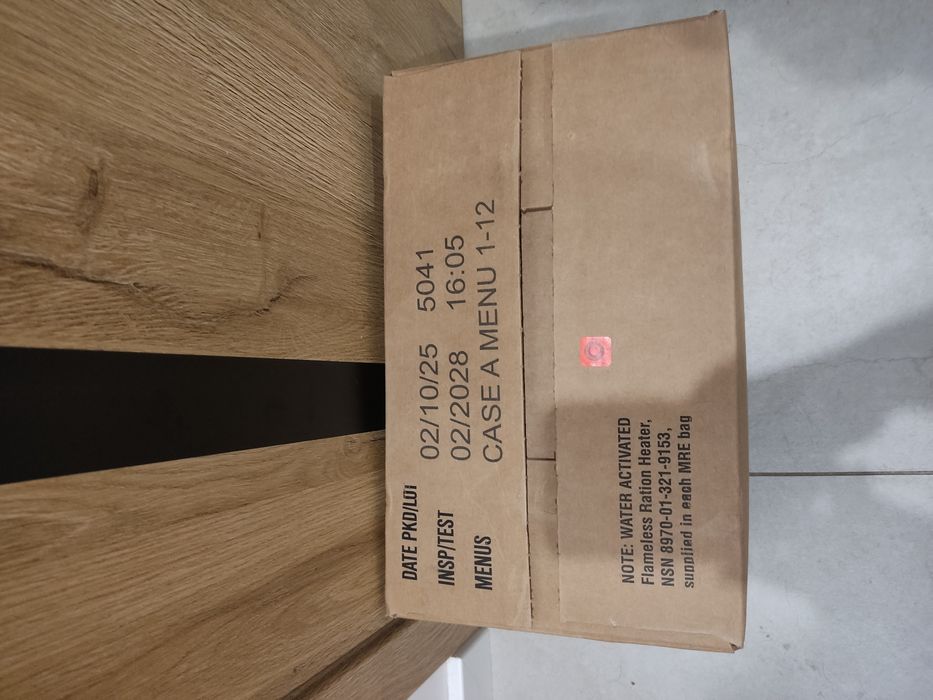 DATE PKD/LOT 02/10/25 5041
INSP/TEST 02/2028 16:05
MENUS CASE A MENU 1-12
NOTE: WATER ACTIVATED
Flameless Ration Heater,
NSN 8970-01-321-9153,
supplied in each MRE bag